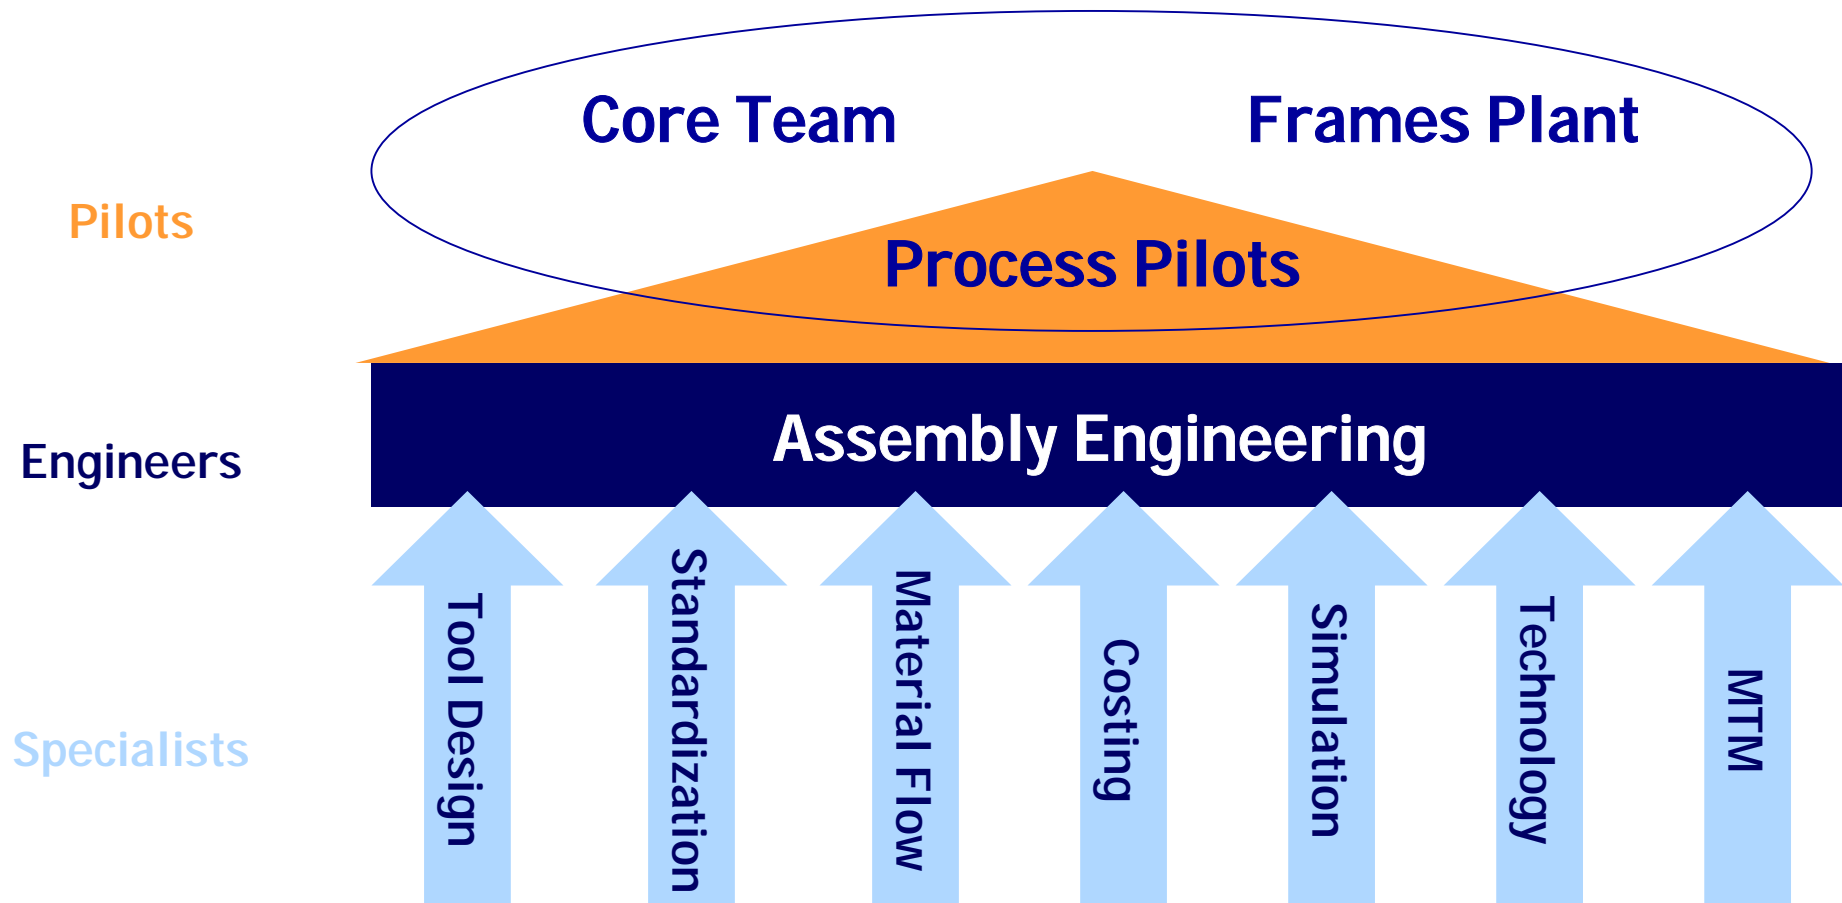 Core Team
Frames Plant
Pilots
Process Pilots
Engineers
Assembly Engineering
Specialists
Tool Design
Standardization
Material Flow
Costing
Simulation
Technology
MTM